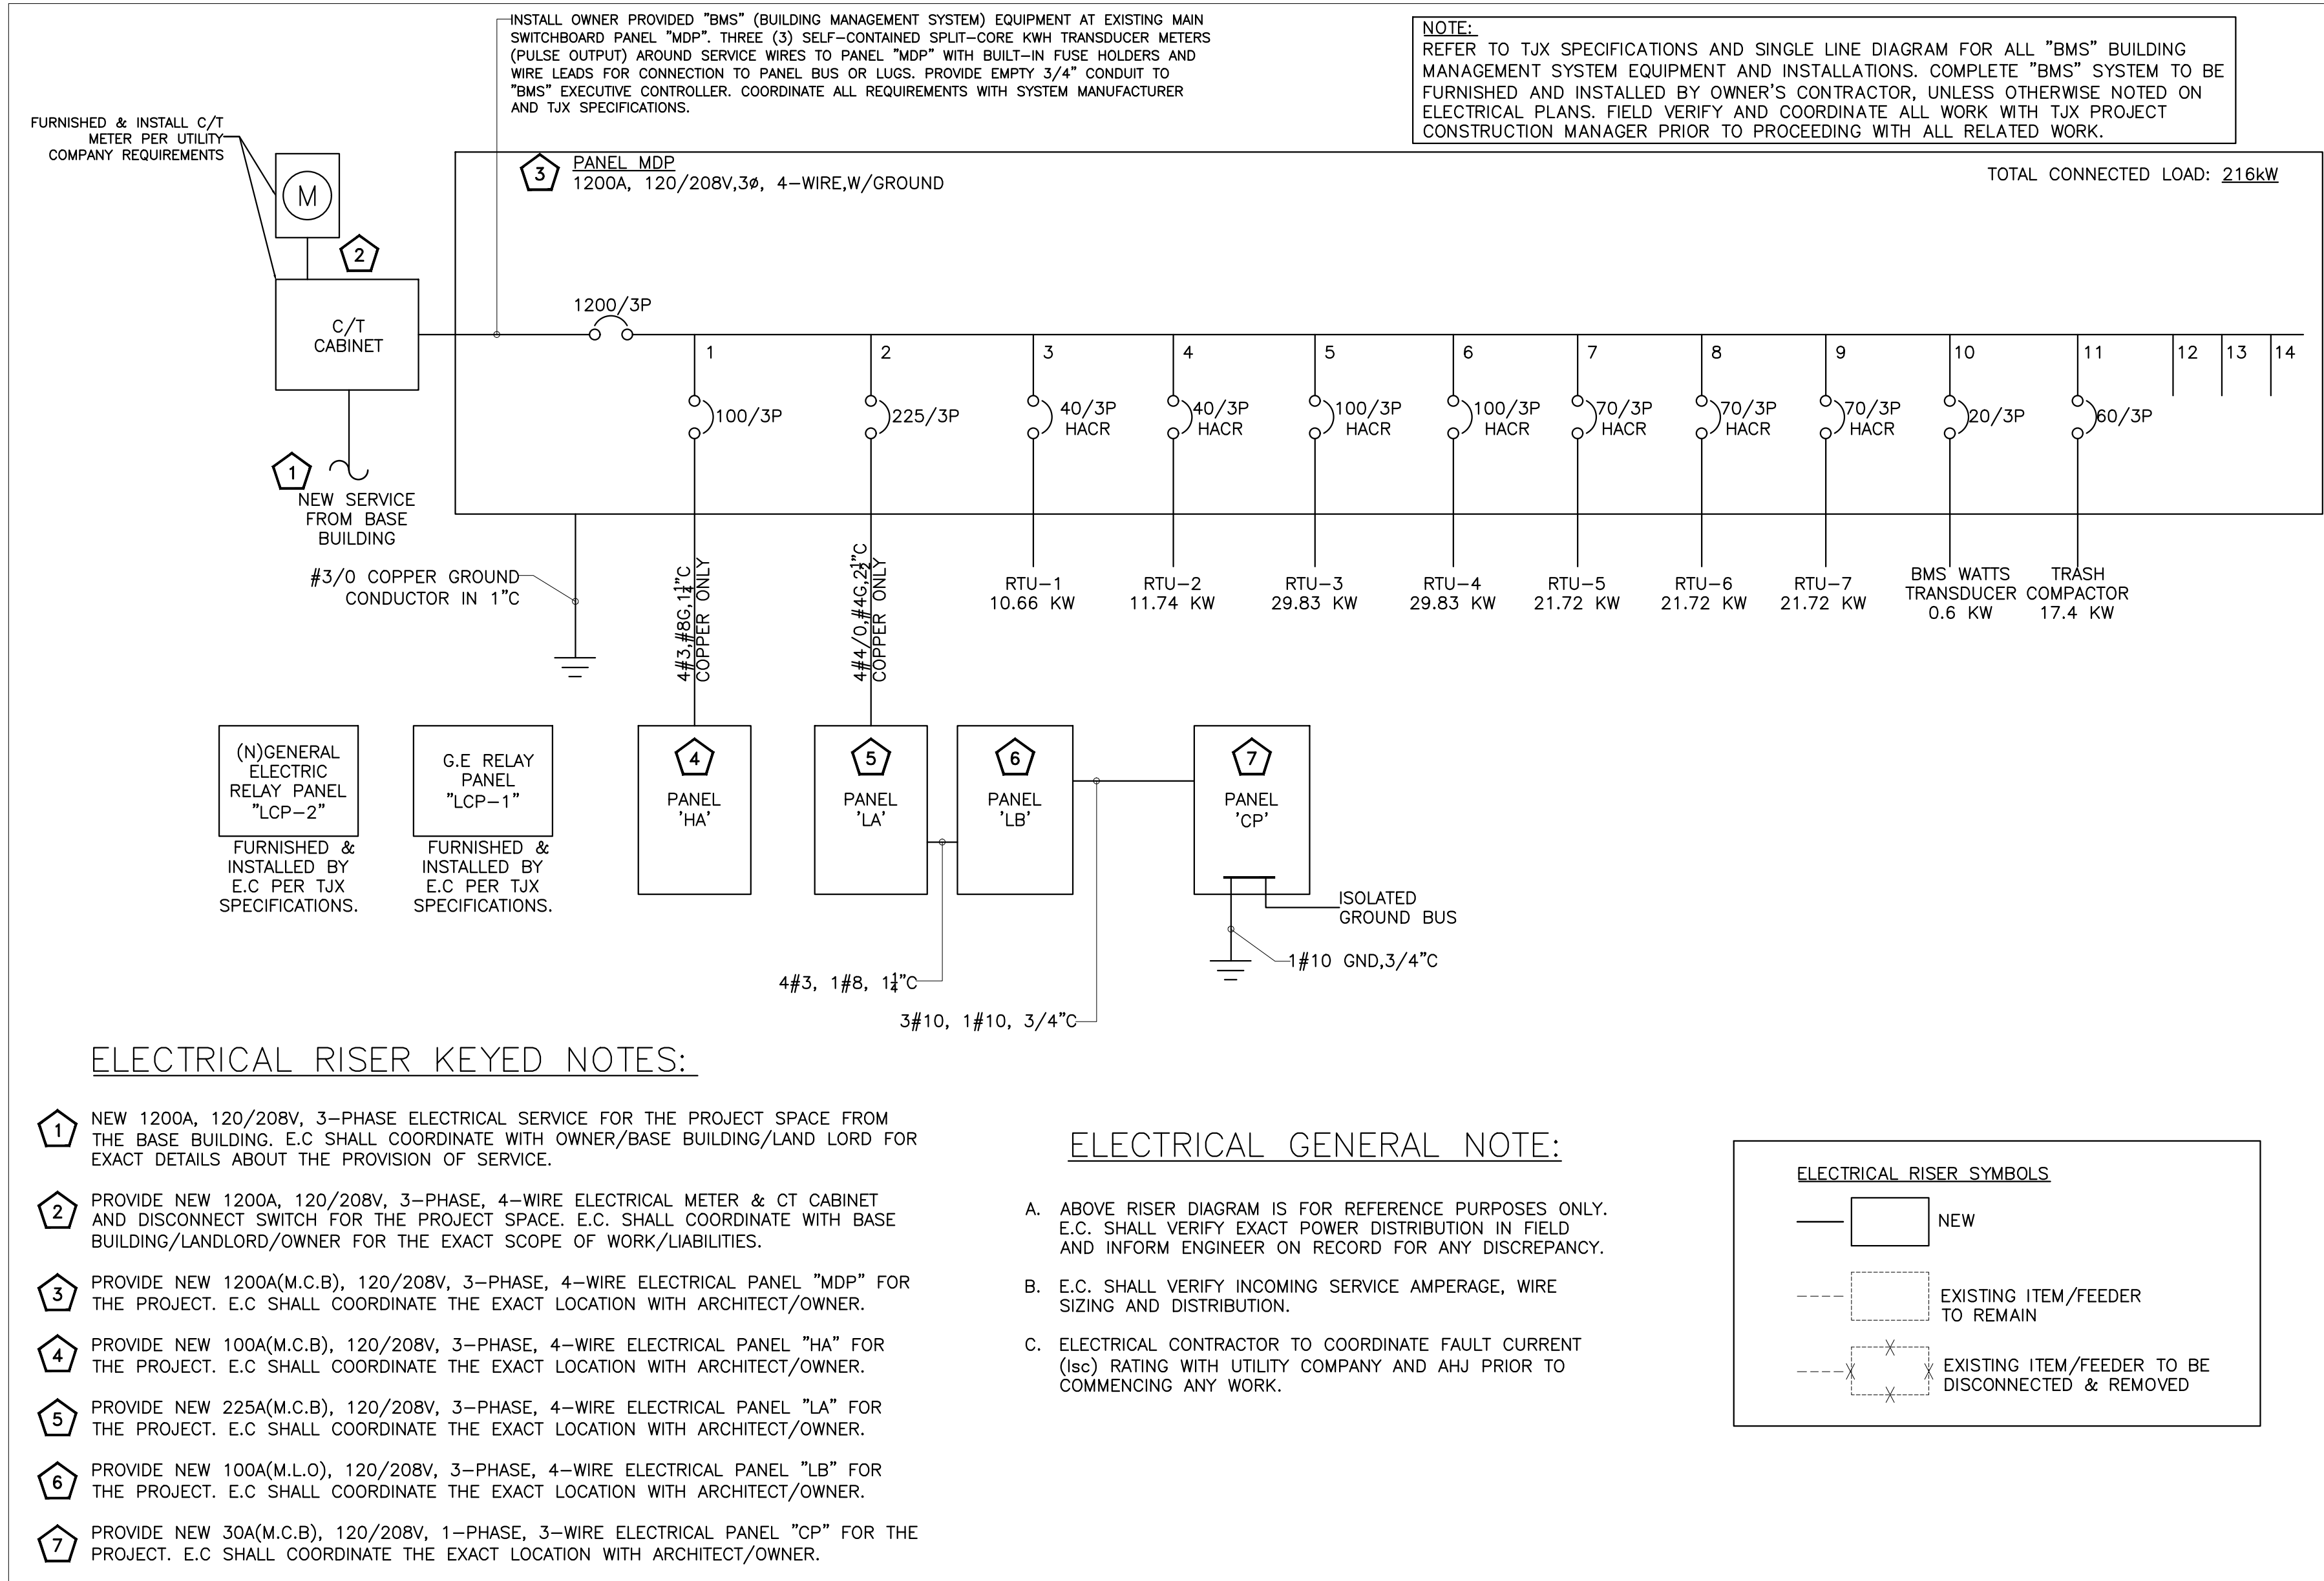 INSTALL OWNER PROVIDED "BMS" (BUILDING MANAGEMENT SYSTEM) EQUIPMENT AT EXISTING MAIN
SWITCHBOARD PANEL "MDP". THREE (3) SELF-CONTAINED SPLIT-CORE KWH TRANSDUCER METERS
(PULSE OUTPUT) AROUND SERVICE WIRES TO PANEL "MDP" WITH BUILT-IN FUSE HOLDERS AND
WIRE LEADS FOR CONNECTION TO PANEL BUS OR LUGS. PROVIDE EMPTY 3/4" CONDUIT TO
"BMS" EXECUTIVE CONTROLLER. COORDINATE ALL REQUIREMENTS WITH SYSTEM MANUFACTURER
AND TJX SPECIFICATIONS.
NOTE:
REFER TO TJX SPECIFICATIONS AND SINGLE LINE DIAGRAM FOR ALL "BMS" BUILDING
MANAGEMENT SYSTEM EQUIPMENT AND INSTALLATIONS. COMPLETE "BMS" SYSTEM TO BE
FURNISHED AND INSTALLED BY OWNER'S CONTRACTOR, UNLESS OTHERWISE NOTED ON
ELECTRICAL PLANS. FIELD VERIFY AND COORDINATE ALL WORK WITH TJX PROJECT
CONSTRUCTION MANAGER PRIOR TO PROCEEDING WITH ALL RELATED WORK.
FURNISHED & INSTALL C/T
METER PER UTILITY
COMPANY REQUIREMENTS
M
2
C/T
CABINET
1
NEW SERVICE
FROM BASE
BUILDING
3
PANEL MDP
1200A, 120/208V,3ø, 4-WIRE,W/GROUND
TOTAL CONNECTED LOAD: 216kW
1200/3P
1
2
3
4
5
6
7
8
9
10
11
12
13
14
100/3P
225/3P
40/3P
HACR
40/3P
HACR
100/3P
HACR
100/3P
HACR
70/3P
HACR
70/3P
HACR
70/3P
HACR
20/3P
60/3P
#3/0 COPPER GROUND
CONDUCTOR IN 1"C
4#3,#8G,1¼"C
COPPER ONLY
4#4/0,#4G,2½"C
COPPER ONLY
RTU-1
10.66 KW
RTU-2
11.74 KW
RTU-3
29.83 KW
RTU-4
29.83 KW
RTU-5
21.72 KW
RTU-6
21.72 KW
RTU-7
21.72 KW
BMS WATTS
TRANSDUCER
0.6 KW
TRASH
COMPACTOR
17.4 KW
(N)GENERAL
ELECTRIC
RELAY PANEL
"LCP-2"
FURNISHED &
INSTALLED BY
E.C PER TJX
SPECIFICATIONS.
G.E RELAY
PANEL
"LCP-1"
FURNISHED &
INSTALLED BY
E.C PER TJX
SPECIFICATIONS.
4
PANEL
'HA'
5
PANEL
'LA'
6
PANEL
'LB'
7
PANEL
'CP'
ISOLATED
GROUND BUS
1#10 GND,3/4"C
4#3, 1#8, 1¼"C
3#10, 1#10, 3/4"C
ELECTRICAL RISER KEYED NOTES:
1
NEW 1200A, 120/208V, 3-PHASE ELECTRICAL SERVICE FOR THE PROJECT SPACE FROM
THE BASE BUILDING. E.C SHALL COORDINATE WITH OWNER/BASE BUILDING/LAND LORD FOR
EXACT DETAILS ABOUT THE PROVISION OF SERVICE.
2
PROVIDE NEW 1200A, 120/208V, 3-PHASE, 4-WIRE ELECTRICAL METER & CT CABINET
AND DISCONNECT SWITCH FOR THE PROJECT SPACE. E.C. SHALL COORDINATE WITH BASE
BUILDING/LANDLORD/OWNER FOR THE EXACT SCOPE OF WORK/LIABILITIES.
3
PROVIDE NEW 1200A(M.C.B), 120/208V, 3-PHASE, 4-WIRE ELECTRICAL PANEL "MDP" FOR
THE PROJECT. E.C SHALL COORDINATE THE EXACT LOCATION WITH ARCHITECT/OWNER.
4
PROVIDE NEW 100A(M.C.B), 120/208V, 3-PHASE, 4-WIRE ELECTRICAL PANEL "HA" FOR
THE PROJECT. E.C SHALL COORDINATE THE EXACT LOCATION WITH ARCHITECT/OWNER.
5
PROVIDE NEW 225A(M.C.B), 120/208V, 3-PHASE, 4-WIRE ELECTRICAL PANEL "LA" FOR
THE PROJECT. E.C SHALL COORDINATE THE EXACT LOCATION WITH ARCHITECT/OWNER.
6
PROVIDE NEW 100A(M.L.O), 120/208V, 3-PHASE, 4-WIRE ELECTRICAL PANEL "LB" FOR
THE PROJECT. E.C SHALL COORDINATE THE EXACT LOCATION WITH ARCHITECT/OWNER.
7
PROVIDE NEW 30A(M.C.B), 120/208V, 1-PHASE, 3-WIRE ELECTRICAL PANEL "CP" FOR THE
PROJECT. E.C SHALL COORDINATE THE EXACT LOCATION WITH ARCHITECT/OWNER.
ELECTRICAL GENERAL NOTE:
A. ABOVE RISER DIAGRAM IS FOR REFERENCE PURPOSES ONLY.
E.C. SHALL VERIFY EXACT POWER DISTRIBUTION IN FIELD
AND INFORM ENGINEER ON RECORD FOR ANY DISCREPANCY.
B. E.C. SHALL VERIFY INCOMING SERVICE AMPERAGE, WIRE
SIZING AND DISTRIBUTION.
C. ELECTRICAL CONTRACTOR TO COORDINATE FAULT CURRENT
(Isc) RATING WITH UTILITY COMPANY AND AHJ PRIOR TO
COMMENCING ANY WORK.
ELECTRICAL RISER SYMBOLS
NEW
EXISTING ITEM/FEEDER
TO REMAIN
EXISTING ITEM/FEEDER TO BE
DISCONNECTED & REMOVED